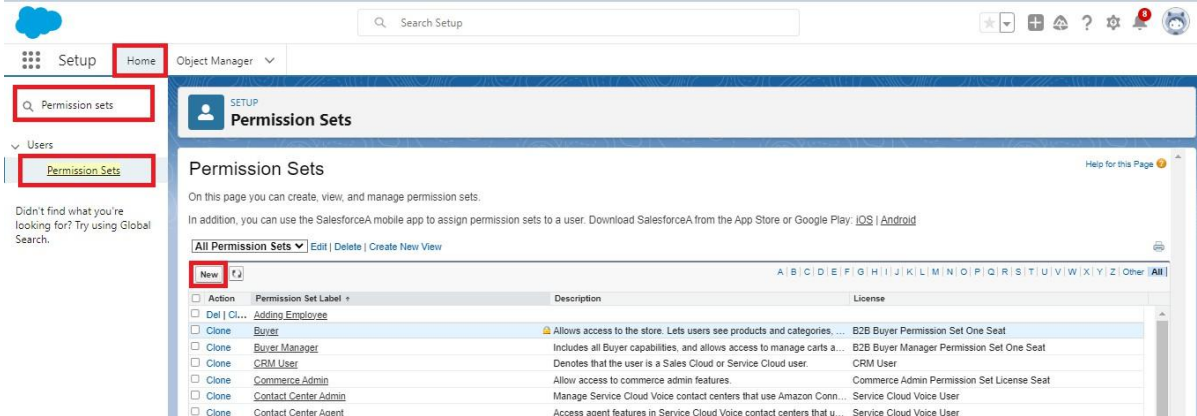 Search Setup
8
Setup Home Object Manager
Permission sets
Users
Permission Sets
Didn't find what you're
looking for? Try using Global
Search.
SETUP
Permission Sets
Permission Sets
Help for this Page
On this page you can create, view, and manage permission sets.
In addition, you can use the SalesforceA mobile app to assign permission sets to a user. Download SalesforceA from the App Store or Google Play: iOS | Android
All Permission Sets Edit | Delete | Create New View
New A | B | C | D | E | F | G | H | I | J | K | L | M | N | O | P | Q | R | S | T | U | V | W | X | Y | Z | Other All
Action Permission Set Label Description License
Del | Cl... Adding Employee
Clone Buyer Allows access to the store. Lets users see products and categories, ... B2B Buyer Permission Set One Seat
Clone Buyer Manager Includes all Buyer capabilities, and allows access to manage carts a... B2B Buyer Manager Permission Set One Seat
Clone CRM User Denotes that the user is a Sales Cloud or Service Cloud user. CRM User
Clone Commerce Admin Allow access to commerce admin features. Commerce Admin Permission Set License Seat
Clone Contact Center Admin Manage Service Cloud Voice contact centers that use Amazon Conn... Service Cloud Voice User
Clone Contact Center Agent Access agent features in Service Cloud Voice contact centers that u... Service Cloud Voice User